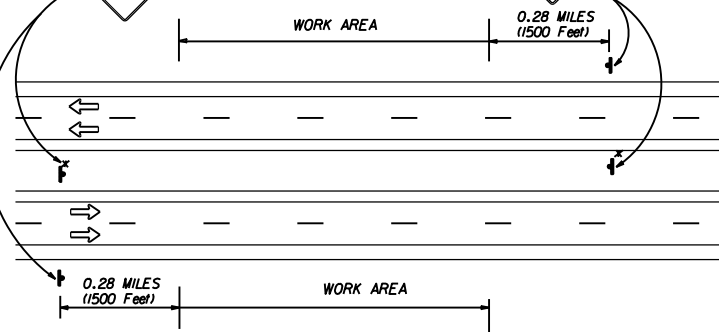 WORK AREA
0.28 MILES
(1500 Feet)
x
x
0.28 MILES
(1500 Feet)
WORK AREA